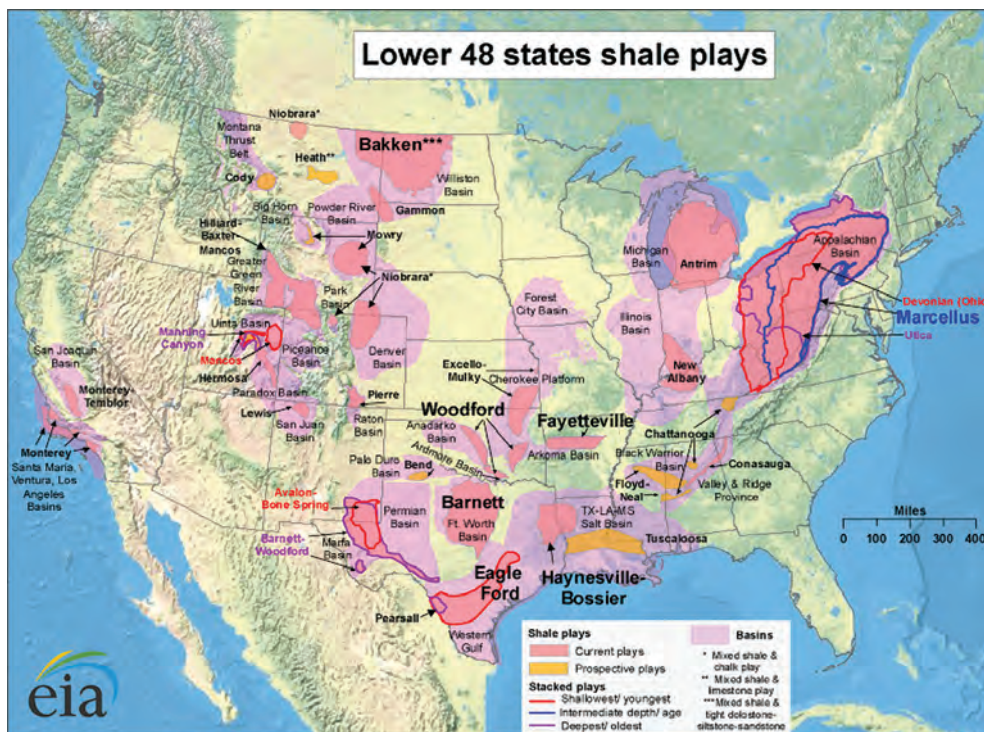 Lower 48 states shale plays
Niobrara*
Montana
Thrust
Belt
Bakken***
Heath**
Cody
Williston
Basin
Big Horn
Basin
Powder River
Basin
Gammon
Hilliard-
Baxter-
Mancos
Mowry
Greater
Green
River
Basin
Niobrara*
Park
Basin
Michigan
Basin
Antrim
Appalachian
Basin
Devonian (Ohio
Marcellus
Utica
Forest
City Basin
Illinois
Basin
Manning
Canyon
Uinta Basin
Mascos
Piceance
Basin
Denver
Basin
San Joaquin
Basin
Hermosa
Paradox Basin
Excello-
Mulky
Cherokee Platform
New
Albany
Monterey-
Temblor
Lewis
San Juan
Basin
Pierre
Raton
Basin
Woodford
Anadarko
Basin
Fayetteville
Chattanooga
Monterey
Santa Maria,
Ventura, Los
Angeles
Basins
Palo Duro
Basin
Bend
Ardmore Basin
Arkoma Basin
Black Warrior
Basin
Conasauga
Floyd-
Neal
Valley & Ridge
Province
Avalon-
Bone Spring
Permian
Basin
Barnett
Ft. Worth
Basin
TX-LA-MS
Salt Basin
Tuscaloosa
Barnett-
Woodford
Marfa
Basin
Eagle
Ford
Haynesville-
Bossier
Pearsall
Western
Gulf
Miles
0 100 200 300 400
Shale plays
Current plays
Prospective plays
Stacked plays
Shallowest/ youngest
Intermediate depth/ age
Deepest/ oldest
Basins
* Mixed shale &
chalk play
** Mixed shale &
limestone play
***Mixed shale &
tight dolostone-
siltstone-sandstone
eia